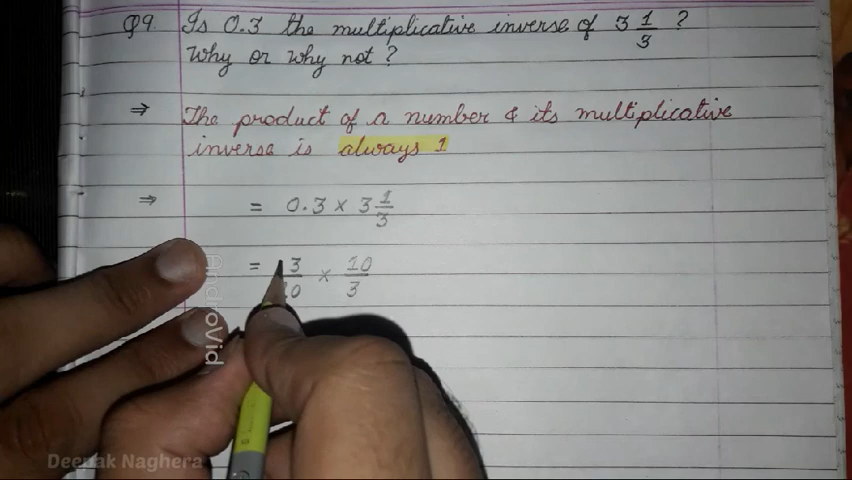 Q9 Is 0.3 the multiplicative inverse of 3 1/3 ?
Why or why not ?
⇒ The product of a number & its multiplicative
inverse is always 1
⇒ = 0.3 × 3 1/3
= 3/10 × 10/3
AndroVid
Deepak Naghera